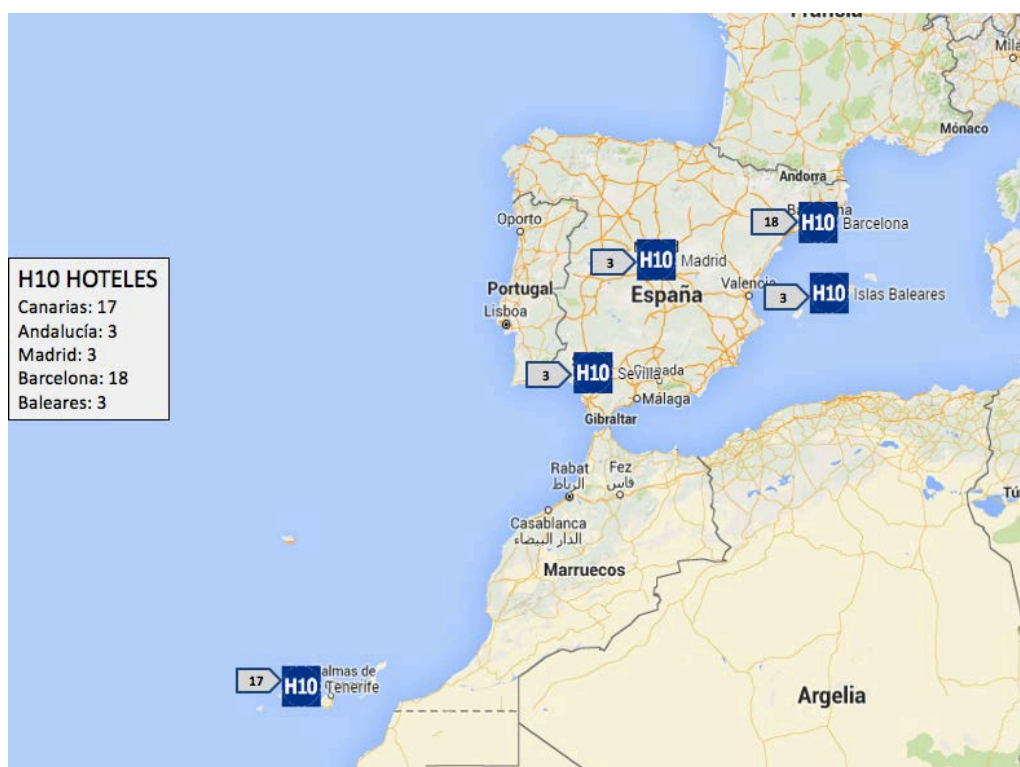 Francia
Milá
Mónaco
Andorra
Oporto
18
H10
Barcelona
3
H10
Madrid
H10 HOTELES
Canarias: 17
Andalucía: 3
Madrid: 3
Barcelona: 18
Baleares: 3
Portugal
España
Valencia
3
H10
Islas Baleares
Lisboa
3
H10
Sevilla
Málaga
Gibraltar
Rabat
الرباط
Fez
فاس
Tú
Casablanca
الدار البيضاء
Marruecos
17
H10
almas de
Tenerife
Argelia